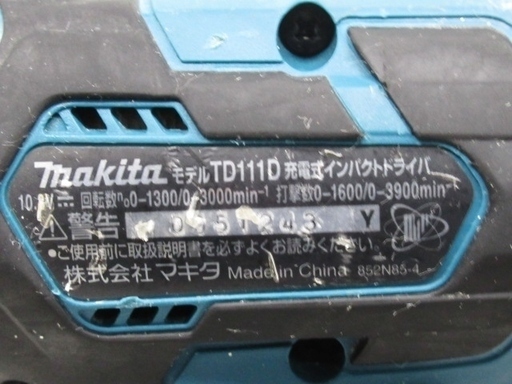 makita モデルTD111D 充電式インパクトドライバ
10.8V 回転数n₀0-1300/0-3000min⁻¹ 打撃数0-1600/0-3900min⁻¹
警告 0551243 Y
●ご使用前に取扱説明書を必ずよくお読みください。
株式会社マキタ Made in China 852N85-4